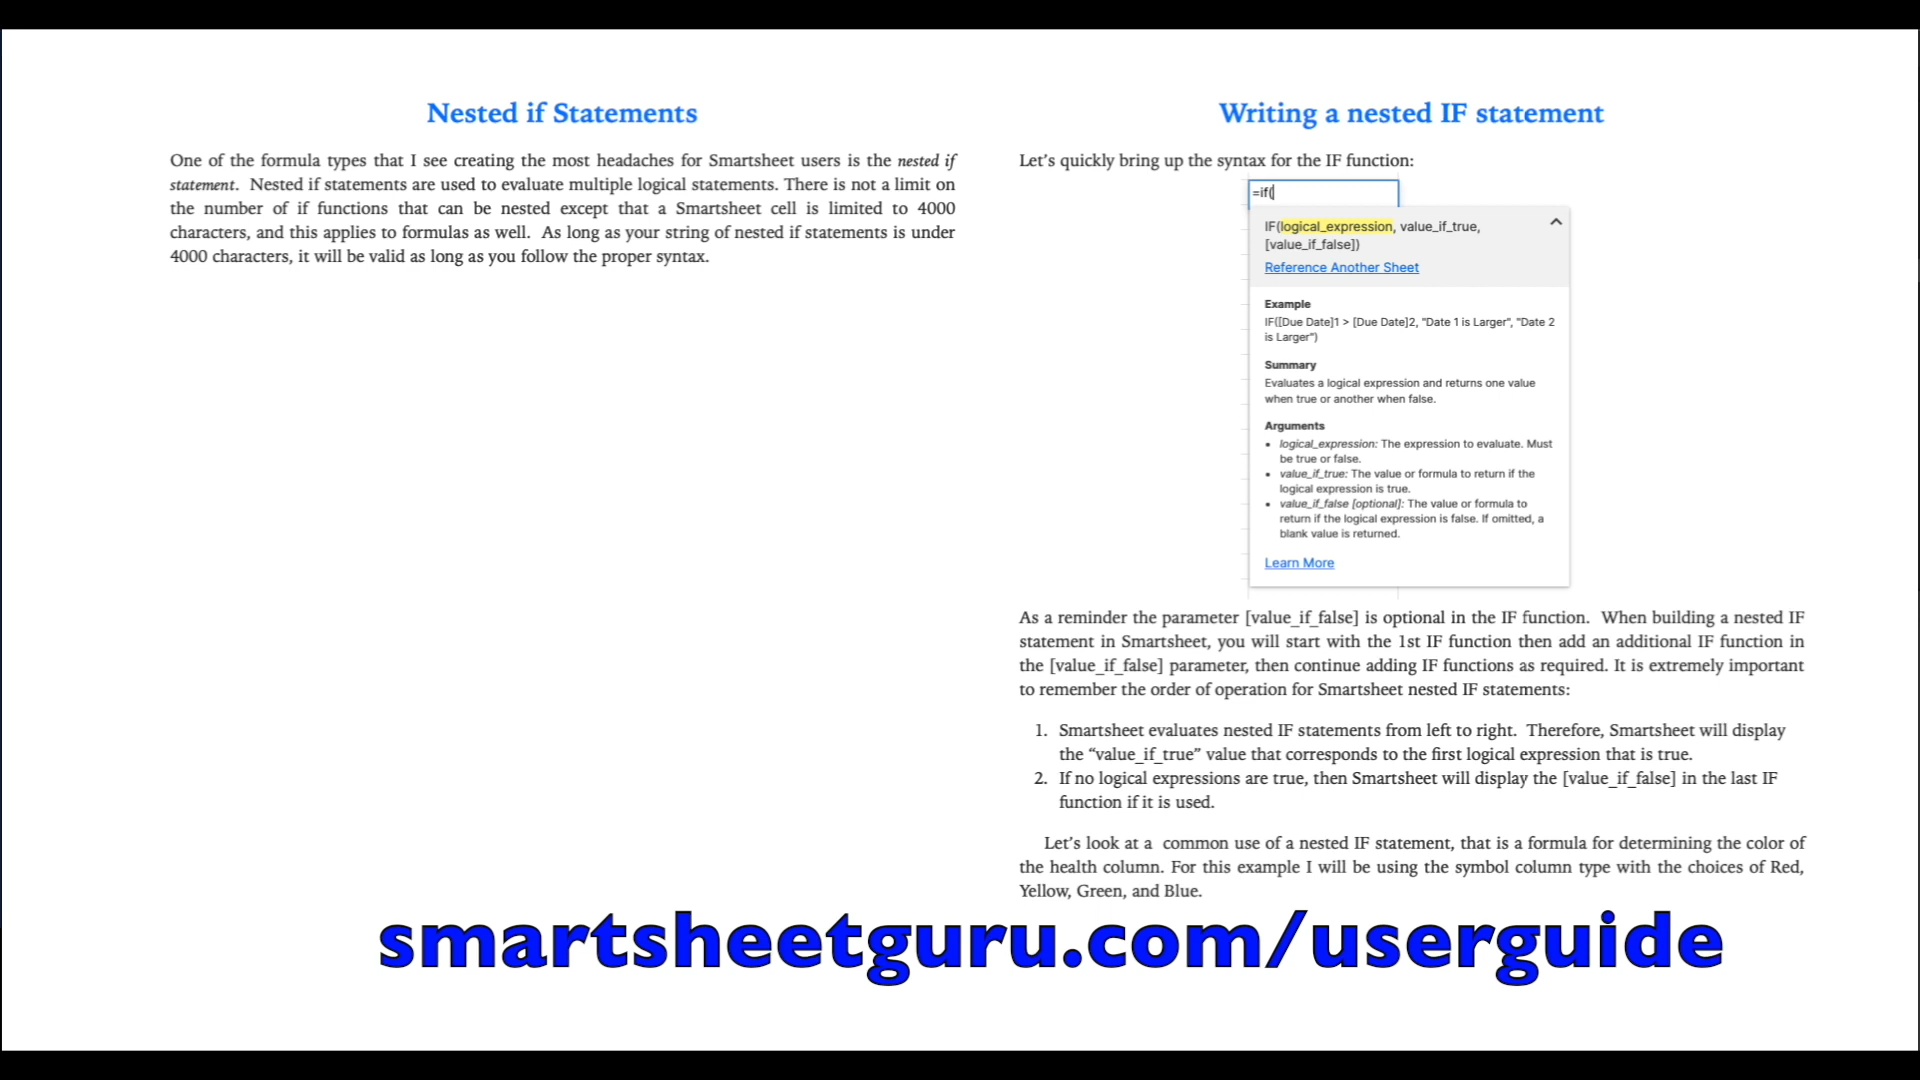 Nested if Statements
One of the formula types that I see creating the most headaches for Smartsheet users is the nested if
statement.  Nested if statements are used to evaluate multiple logical statements. There is not a limit on
the number of if functions that can be nested except that a Smartsheet cell is limited to 4000
characters, and this applies to formulas as well.  As long as your string of nested if statements is under
4000 characters, it will be valid as long as you follow the proper syntax.
Writing a nested IF statement
Let's quickly bring up the syntax for the IF function:
=if(
IF(logical_expression, value_if_true,
[value_if_false])
Reference Another Sheet
Example
IF([Due Date]1 > [Due Date]2, "Date 1 is Larger", "Date 2
is Larger")
Summary
Evaluates a logical expression and returns one value
when true or another when false.
Arguments
• logical_expression: The expression to evaluate. Must
be true or false.
• value_if_true: The value or formula to return if the
logical expression is true.
• value_if_false [optional]: The value or formula to
return if the logical expression is false. If omitted, a
blank value is returned.
Learn More
As a reminder the parameter [value_if_false] is optional in the IF function.  When building a nested IF
statement in Smartsheet, you will start with the 1st IF function then add an additional IF function in
the [value_if_false] parameter, then continue adding IF functions as required. It is extremely important
to remember the order of operation for Smartsheet nested IF statements:
1. Smartsheet evaluates nested IF statements from left to right.  Therefore, Smartsheet will display
the “value_if_true” value that corresponds to the first logical expression that is true.
2. If no logical expressions are true, then Smartsheet will display the [value_if_false] in the last IF
function if it is used.
Let's look at a  common use of a nested IF statement, that is a formula for determining the color of
the health column. For this example I will be using the symbol column type with the choices of Red,
Yellow, Green, and Blue.
smartsheetguru.com/userguide